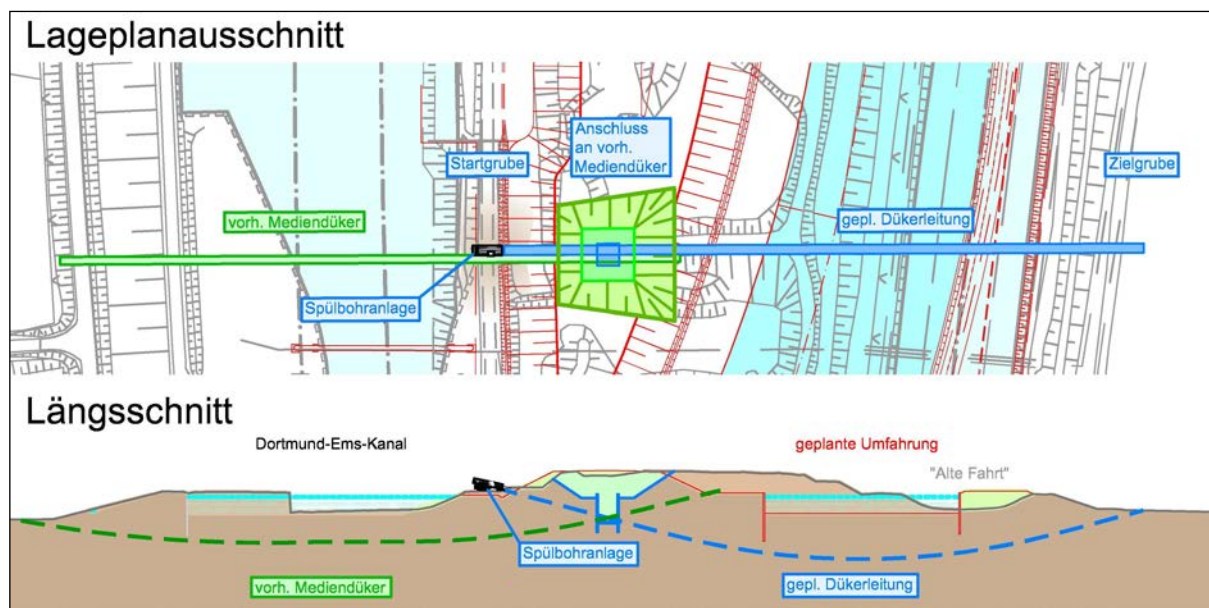 Lageplanausschnitt
Startgrube
Anschluss
an vorh.
Mediendüker
Zielgrube
vorh. Mediendüker
gepl. Dükerleitung
Spülbohranlage
Längsschnitt
Dortmund-Ems-Kanal
geplante Umfahrung
"Alte Fahrt"
Spülbohranlage
vorh. Mediendüker
gepl. Dükerleitung